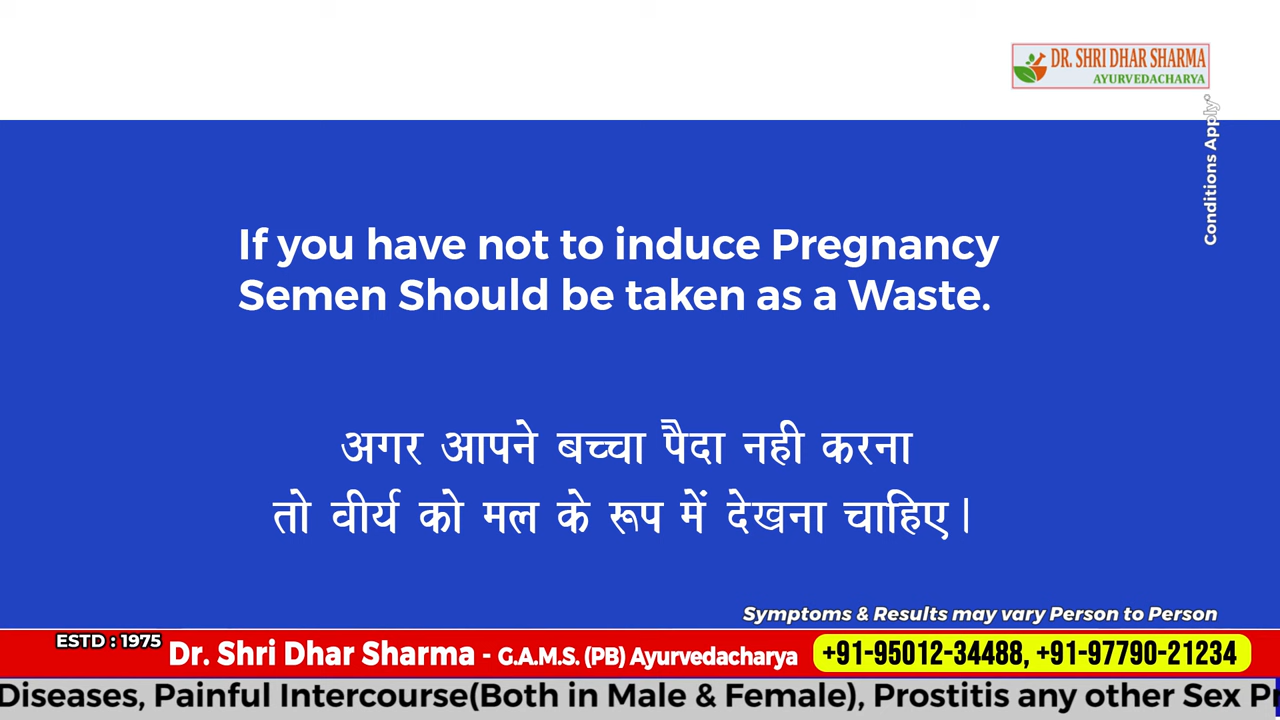 DR. SHRI DHAR SHARMA
AYURVEDACHARYA
Conditions Apply*
If you have not to induce Pregnancy
Semen Should be taken as a Waste.
अगर आपने बच्चा पैदा नही करना
तो वीर्य को मल के रूप में देखना चाहिए।
Symptoms & Results may vary Person to Person
ESTD : 1975
Dr. Shri Dhar Sharma - G.A.M.S. (PB) Ayurvedacharya
+91-95012-34488, +91-97790-21234
Diseases, Painful Intercourse(Both in Male & Female), Prostitis any other Sex